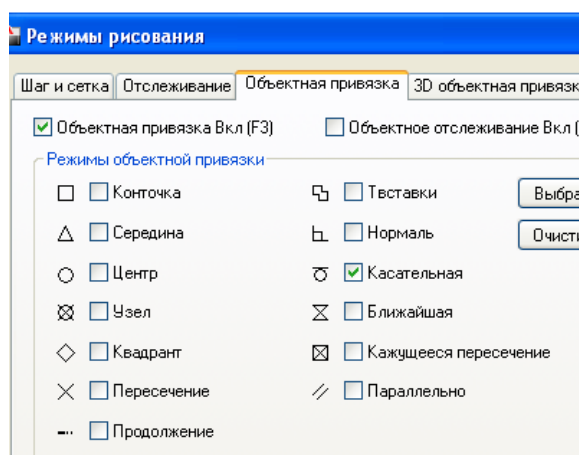 Режимы рисования
Шаг и сетка Отслеживание Объектная привязка 3D объектная привязк
Объектная привязка Вкл (F3) Объектное отслеживание Вкл (
Режимы объектной привязки
Конточка Твставки Выбра
Середина Нормаль Очисти
Центр Касательная
Узел Ближайшая
Квадрант Кажущееся пересечение
Пересечение Параллельно
Продолжение